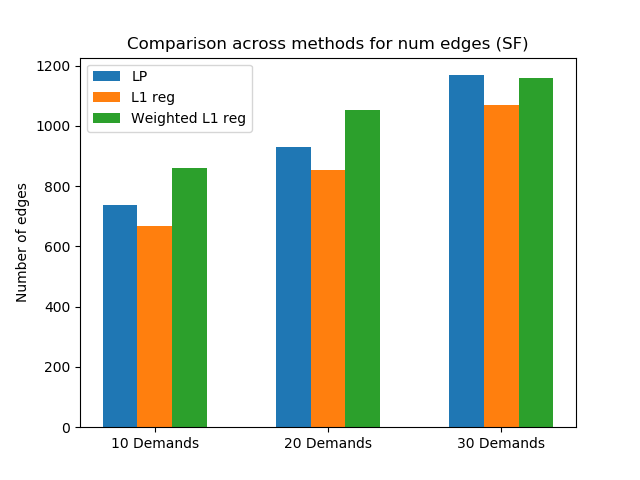 Comparison across methods for num edges (SF)
LP
L1 reg
Weighted L1 reg
Number of edges
1200
1000
800
600
400
200
0
10 Demands
20 Demands
30 Demands